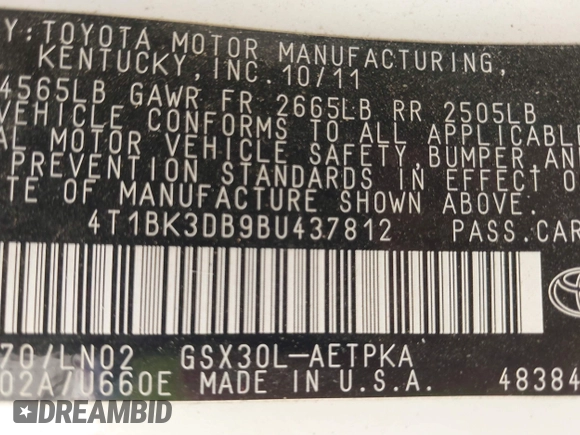 Y: TOYOTA MOTOR MANUFACTURING,
KENTUCKY, INC. 10/11
4565LB GAWR FR 2665LB RR 2505LB
VEHICLE CONFORMS TO ALL APPLICABLE
AL MOTOR VEHICLE SAFETY, BUMPER, AN
PREVENTION STANDARDS IN EFFECT O
TE OF MANUFACTURE SHOWN ABOVE.
4T1BK3DB9BU437812 PASS. CAR
70/LN02 GSX30L-AETPKA
02A/U660E MADE IN U.S.A. 48384
DREAMBID